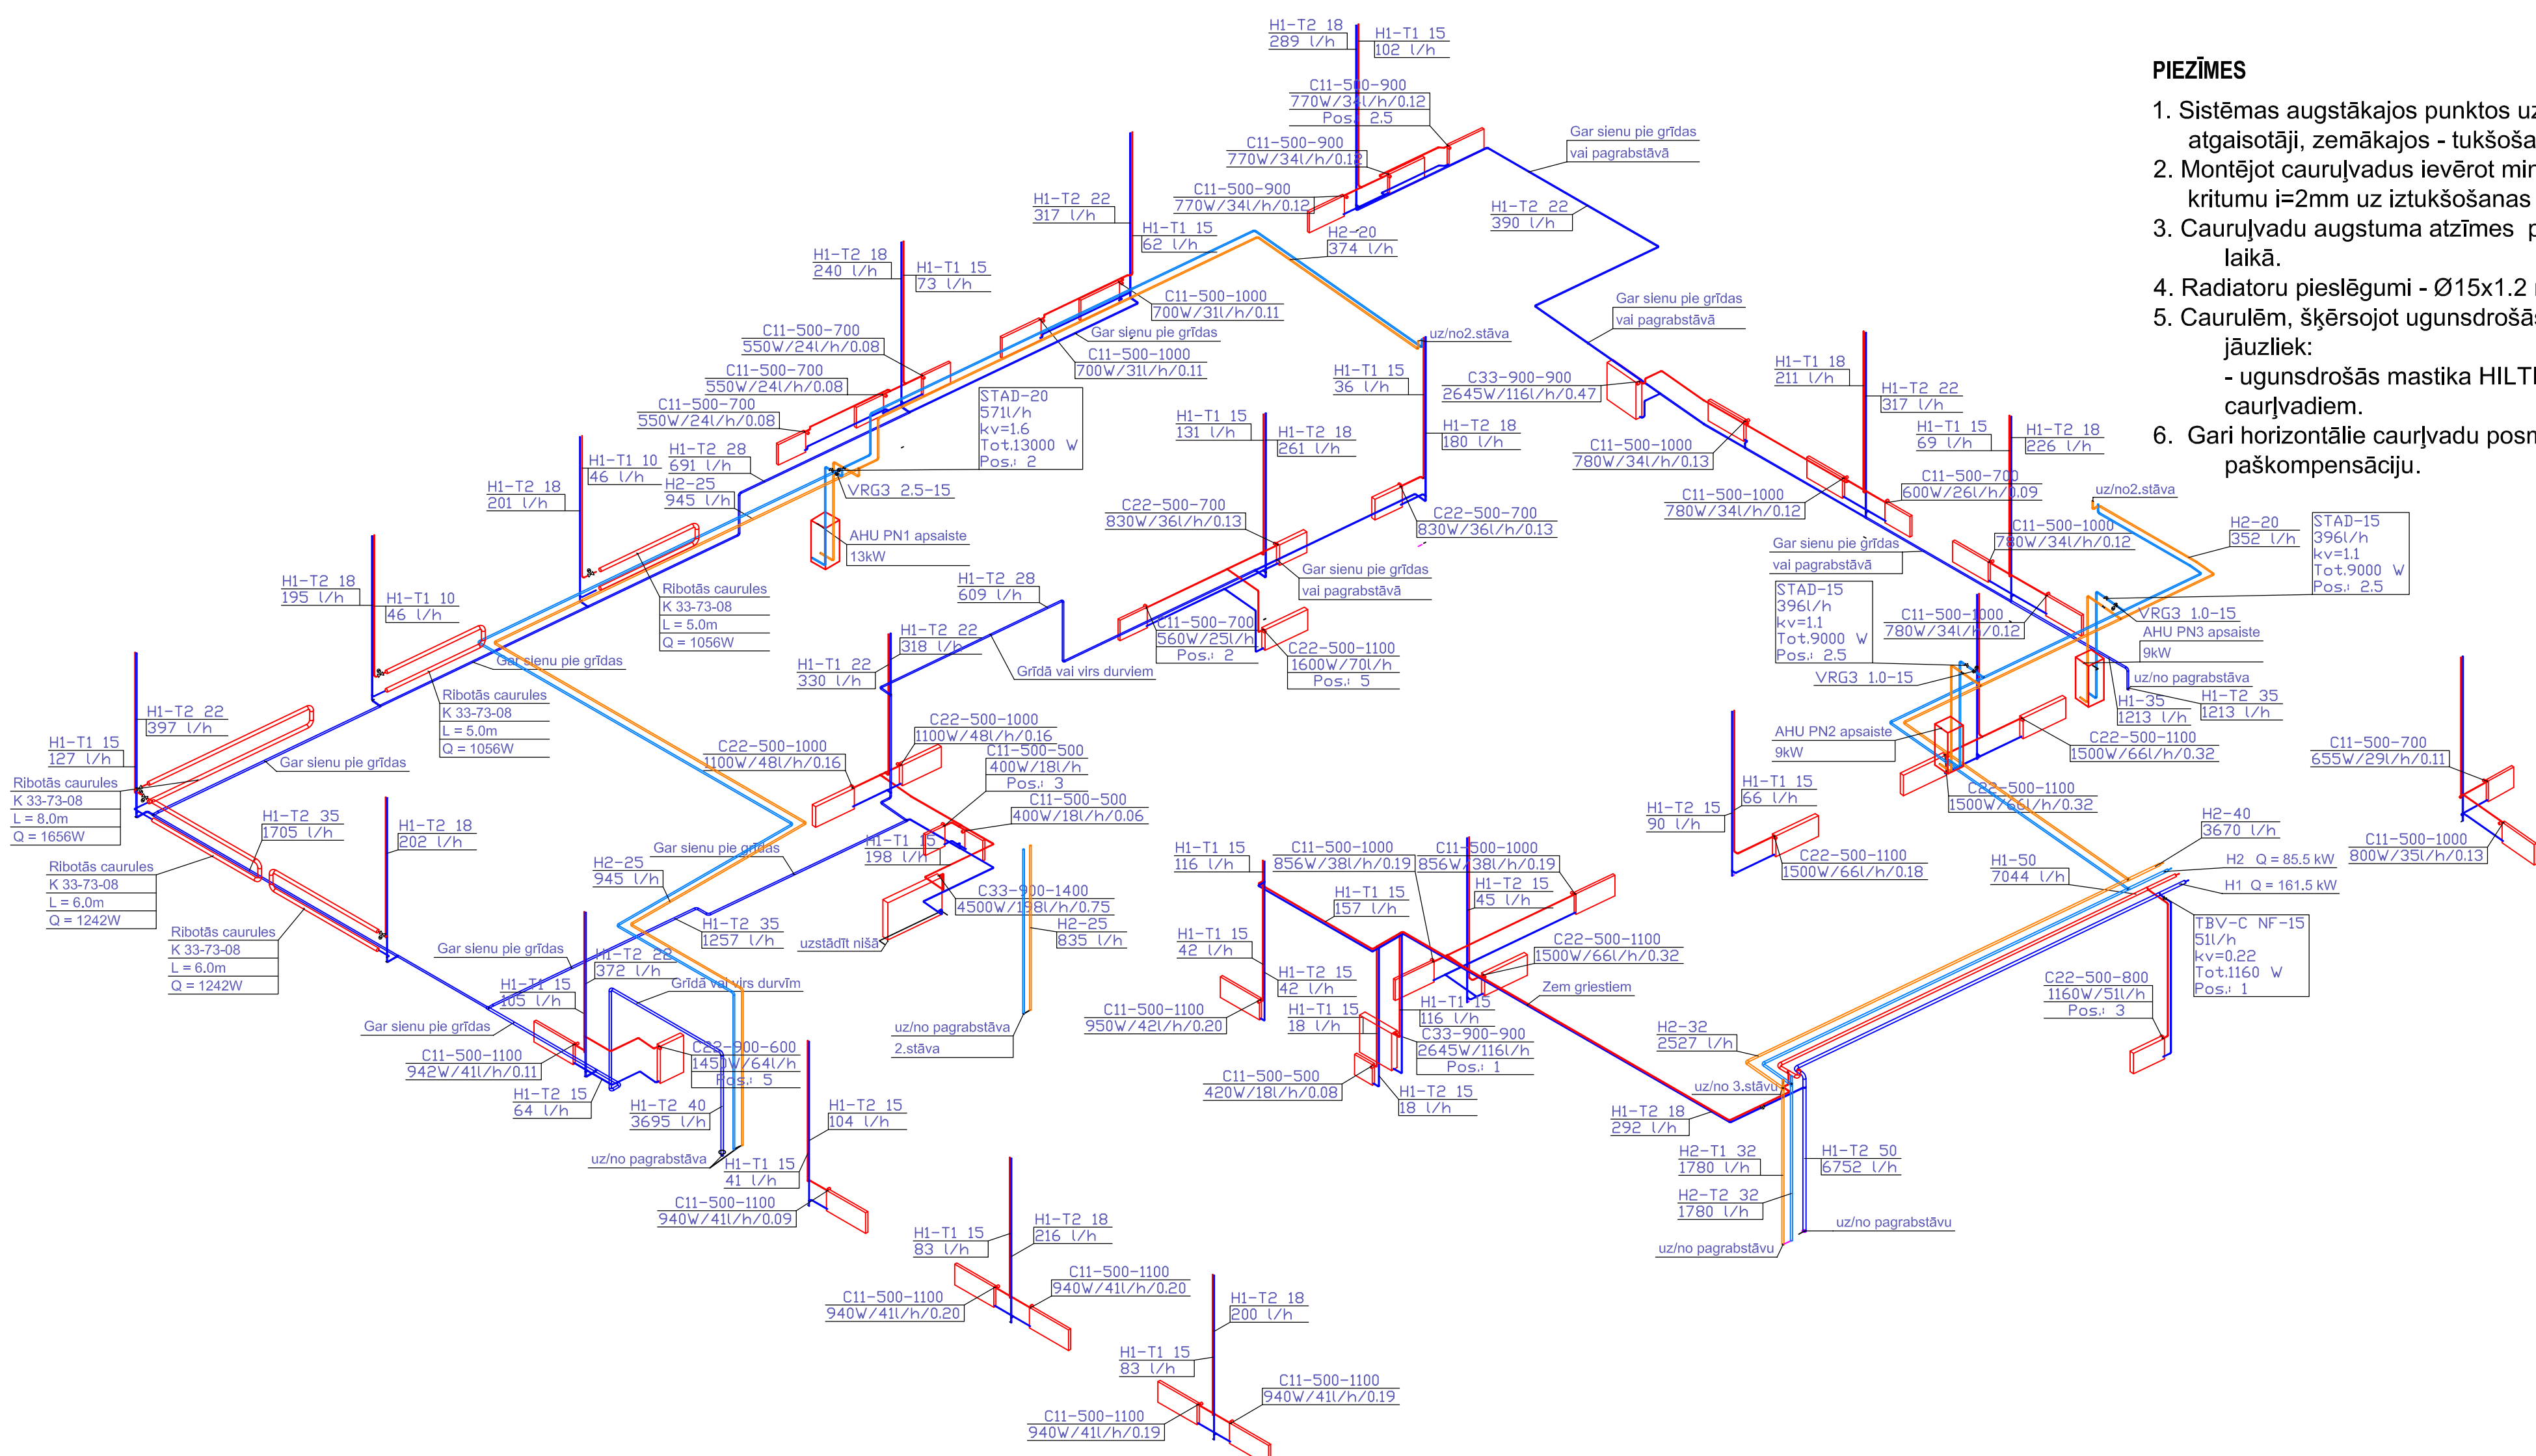 H1-T2 18
289 l/h
H1-T1 15
102 l/h
C11-500-900
770W/34l/h/0.12
Pos. 2.5
C11-500-900
770W/34l/h/0.12
C11-500-900
770W/34l/h/0.12
Gar sienu pie grīdas
vai pagrabstāvā
H1-T2 22
390 l/h
H2-20
374 l/h
H1-T2 22
317 l/h
H1-T1 15
62 l/h
H1-T2 18
240 l/h
H1-T1 15
73 l/h
C11-500-1000
700W/31l/h/0.11
Gar sienu pie grīdas
C11-500-1000
700W/31l/h/0.11
C11-500-700
550W/24l/h/0.08
C11-500-700
550W/24l/h/0.08
C11-500-700
550W/24l/h/0.08
STAD-20
571l/h
kv=1.6
Tot.13000 W
Pos.: 2
H1-T2 28
691 l/h
H2-25
945 l/h
VRG3 2.5-15
AHU PN1 apsaiste
13kW
H1-T1 10
46 l/h
H1-T2 18
201 l/h
Ribotās caurules
K 33-73-08
L = 5.0m
Q = 1056W
H1-T2 18
195 l/h
H1-T1 10
46 l/h
Gar sienu pie grīdas
Ribotās caurules
K 33-73-08
L = 5.0m
Q = 1056W
H1-T2 22
397 l/h
H1-T1 15
127 l/h
Gar sienu pie grīdas
Ribotās caurules
K 33-73-08
L = 8.0m
Q = 1656W
H1-T2 35
1705 l/h
H1-T2 18
202 l/h
Ribotās caurules
K 33-73-08
L = 6.0m
Q = 1242W
Ribotās caurules
K 33-73-08
L = 6.0m
Q = 1242W
Gar sienu pie grīdas
Gar sienu pie grīdas
H2-25
945 l/h
Gar sienu pie grīdas
H1-T2 35
1257 l/h
H1-T2 22
372 l/h
H1-T1 15
105 l/h
Grīdā vai virs durvīm
C11-500-1100
942W/41l/h/0.11
C22-900-600
1450W/64l/h
Pos.: 5
H1-T2 15
64 l/h
H1-T2 40
3695 l/h
uz/no pagrabstāva
H1-T2 15
104 l/h
H1-T1 15
41 l/h
C11-500-1100
940W/41l/h/0.09
H1-T1 15
83 l/h
H1-T2 18
216 l/h
C11-500-1100
940W/41l/h/0.20
C11-500-1100
940W/41l/h/0.20
H1-T2 18
200 l/h
H1-T1 15
83 l/h
C11-500-1100
940W/41l/h/0.19
C11-500-1100
940W/41l/h/0.19
uz/no2.stāva
H1-T1 15
36 l/h
H1-T1 15
131 l/h
H1-T2 18
261 l/h
H1-T2 18
180 l/h
C22-500-700
830W/36l/h/0.13
C22-500-700
830W/36l/h/0.13
Gar sienu pie grīdas
vai pagrabstāvā
H1-T2 28
609 l/h
C11-500-700
560W/25l/h
Pos.: 2
C22-500-1100
1600W/70l/h
Pos.: 5
Grīdā vai virs durviem
H1-T2 22
318 l/h
H1-T1 22
330 l/h
C22-500-1000
1100W/48l/h/0.16
C22-500-1000
1100W/48l/h/0.16
C11-500-500
400W/18l/h
Pos.: 3
C11-500-500
400W/18l/h/0.06
H1-T1 15
198 l/h
C33-900-1400
4500W/198l/h/0.75
H2-25
835 l/h
uzstādīt nišā
uz/no pagrabstāva
2.stāva
Gar sienu pie grīdas
vai pagrabstāvā
C33-900-900
2645W/116l/h/0.47
H1-T1 18
211 l/h
H1-T2 22
317 l/h
H1-T1 15
69 l/h
H1-T2 18
226 l/h
C11-500-1000
780W/34l/h/0.13
C11-500-1000
780W/34l/h/0.12
C11-500-700
600W/26l/h/0.09
C11-500-1000
780W/34l/h/0.12
C11-500-1000
780W/34l/h/0.12
Gar sienu pie grīdas
vai pagrabstāvā
uz/no2.stāva
H2-20
352 l/h
STAD-15
396l/h
kv=1.1
Tot.9000 W
Pos.: 2.5
STAD-15
396l/h
kv=1.1
Tot.9000 W
Pos.: 2.5
VRG3 1.0-15
AHU PN3 apsaiste
9kW
VRG3 1.0-15
uz/no pagrabstāva
H1-35
1213 l/h
H1-T2 35
1213 l/h
AHU PN2 apsaiste
9kW
C22-500-1100
1500W/66l/h/0.32
C22-500-1100
1500W/66l/h/0.32
H1-T1 15
66 l/h
H1-T2 15
90 l/h
C22-500-1100
1500W/66l/h/0.18
C11-500-700
655W/29l/h/0.11
C11-500-1000
800W/35l/h/0.13
H1-T1 15
116 l/h
C11-500-1000
856W/38l/h/0.19
C11-500-1000
856W/38l/h/0.19
H1-T1 15
157 l/h
H1-T2 15
45 l/h
H1-T1 15
42 l/h
H1-T2 15
42 l/h
C22-500-1100
1500W/66l/h/0.32
Zem griestiem
C11-500-1100
950W/42l/h/0.20
H1-T1 15
18 l/h
H1-T1 15
116 l/h
C33-900-900
2645W/116l/h
Pos.: 1
C11-500-500
420W/18l/h/0.08
H1-T2 15
18 l/h
H2-40
3670 l/h
H2 Q = 85.5 kW
H1 Q = 161.5 kW
H1-50
7044 l/h
TBV-C NF-15
51l/h
kv=0.22
Tot.1160 W
Pos.: 1
C22-500-800
1160W/51l/h
Pos.: 3
H2-32
2527 l/h
uz/no 3.stāvu
H1-T2 18
292 l/h
H2-T1 32
1780 l/h
H2-T2 32
1780 l/h
H1-T2 50
6752 l/h
uz/no pagrabstāvu
uz/no pagrabstāvu
PIEZĪMES
1. Sistēmas augstākajos punktos
atgaisotāji, zemākajos -
2. Montējot cauruļvadus ievērot
kritumu i=2mm uz iztukšošanas
3. Cauruļvadu augstuma atzīmes
laikā.
4. Radiatoru pieslēgumi - Ø15x1.2
5. Caurulēm, šķērsojot
jāuzliek:
- ugunsdrošās mastika HILTI
caurļvadiem.
6. Gari horizontālie caurļvadu
paškompensāciju.